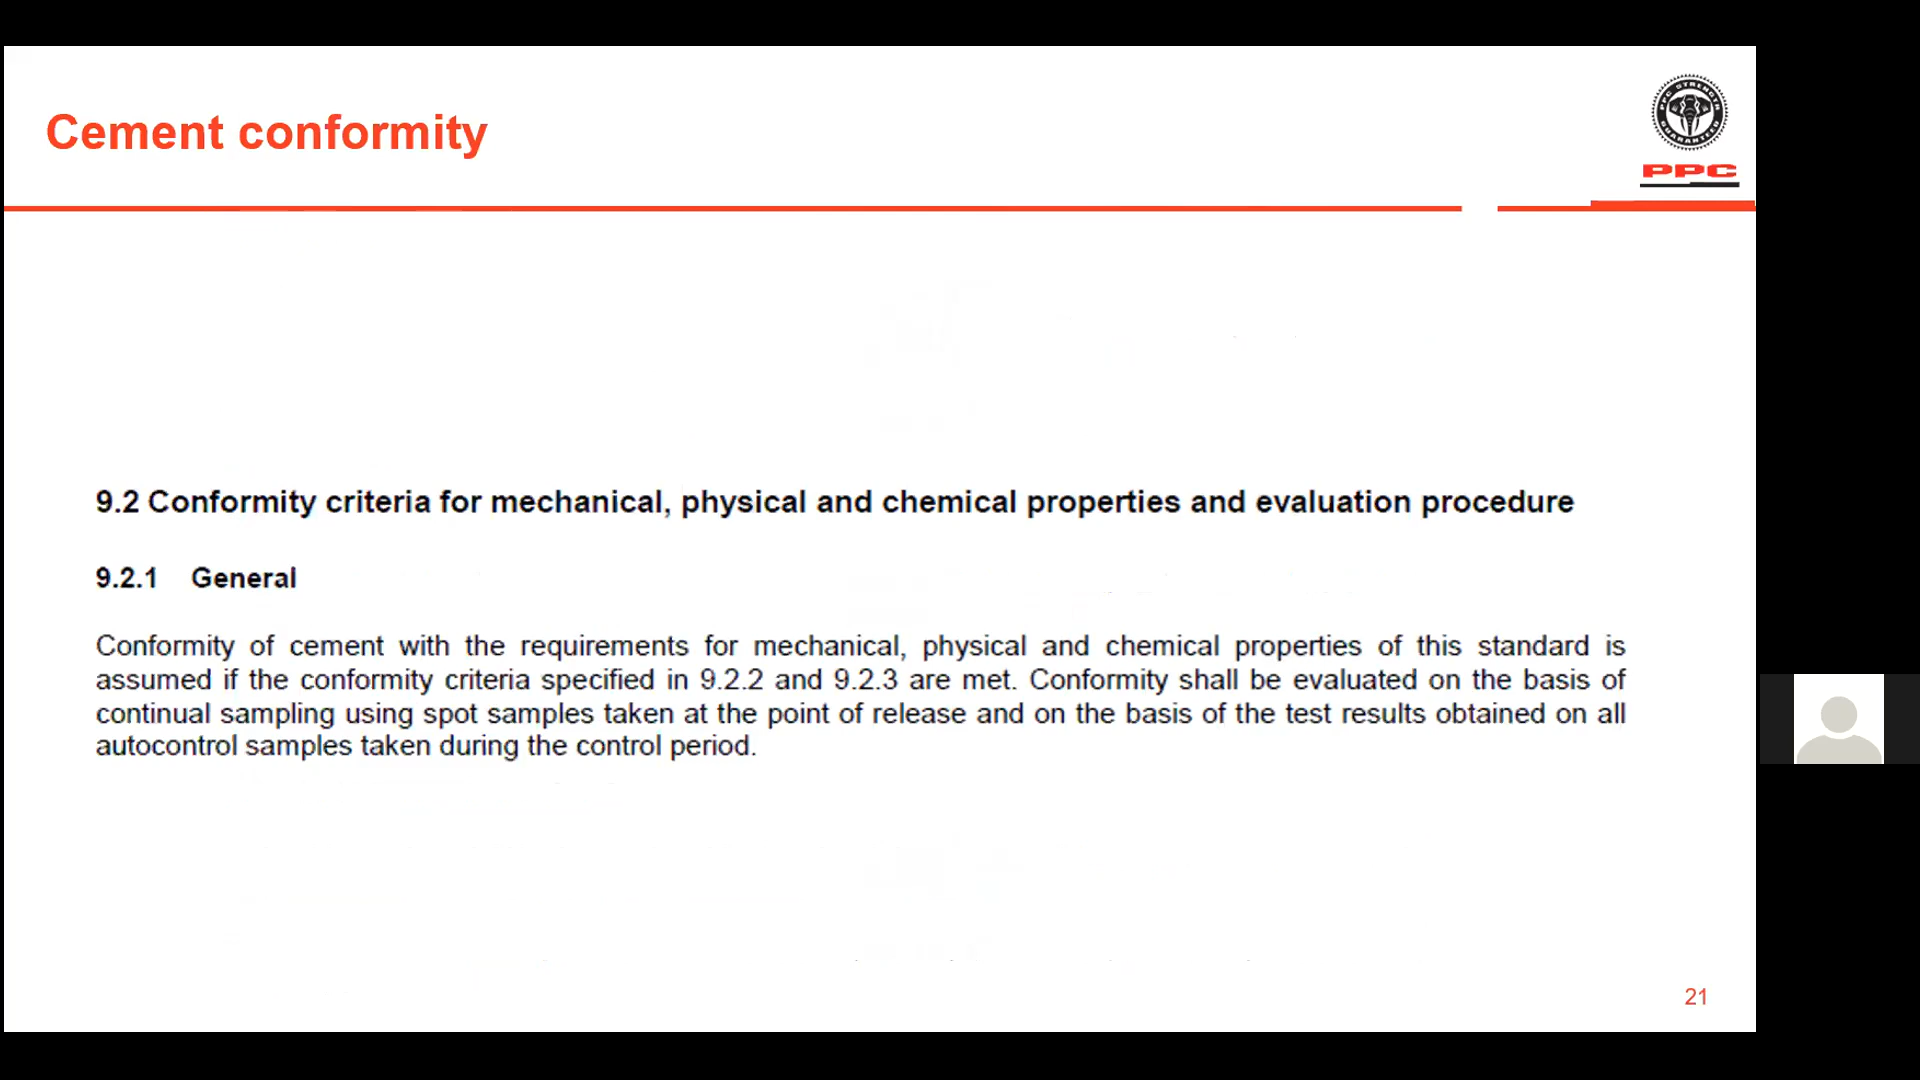 Cement conformity
PPC STRENGTH
GUARANTEED
PPC
9.2 Conformity criteria for mechanical, physical and chemical properties and evaluation procedure
9.2.1 General
Conformity of cement with the requirements for mechanical, physical and chemical properties of this standard is
assumed if the conformity criteria specified in 9.2.2 and 9.2.3 are met. Conformity shall be evaluated on the basis of
continual sampling using spot samples taken at the point of release and on the basis of the test results obtained on all
autocontrol samples taken during the control period.
21